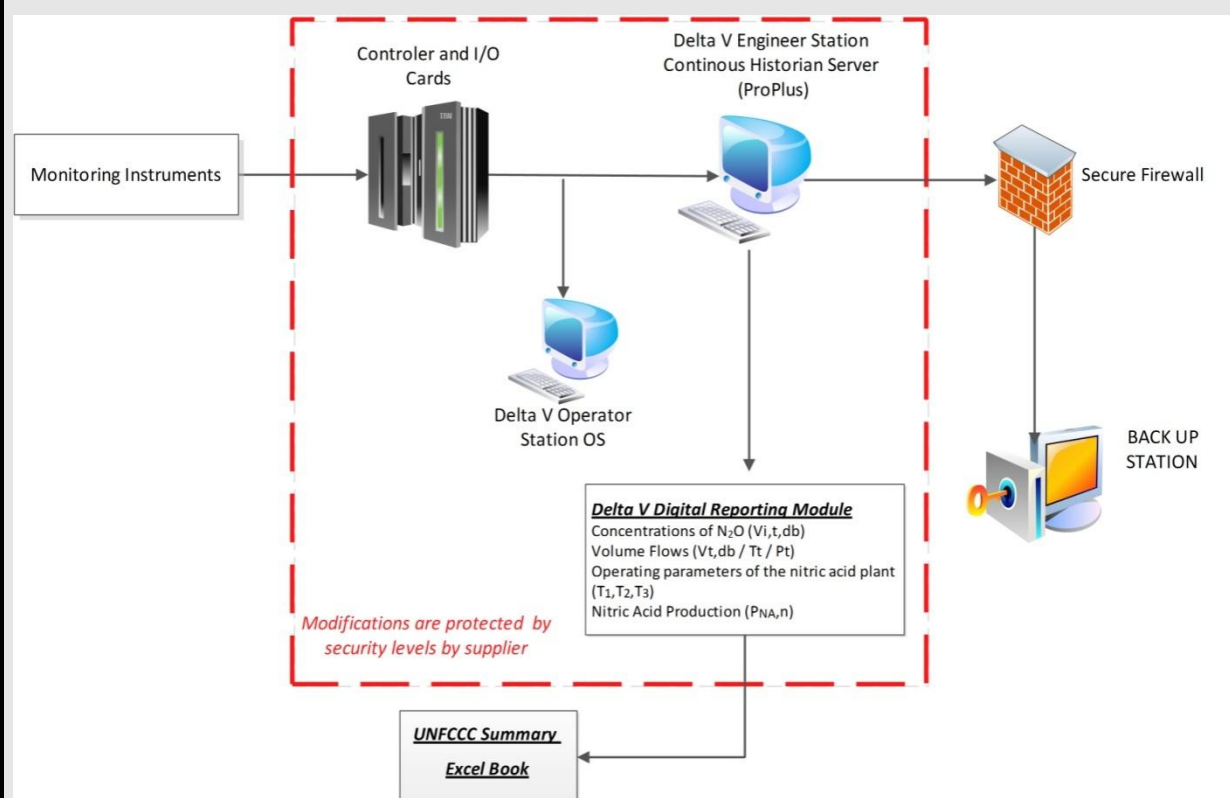 Controler and I/O
Cards
Delta V Engineer Station
Continous Historian Server
(ProPlus)
Monitoring Instruments
Secure Firewall
Delta V Operator
Station OS
BACK UP
STATION
Delta V Digital Reporting Module
Concentrations of N₂O (Vi,t,db)
Volume Flows (Vt,db / Tt / Pt)
Operating parameters of the nitric acid plant
(T₁,T₂,T₃)
Nitric Acid Production (PNA,n)
Modifications are protected by
security levels by supplier
UNFCCC Summary
Excel Book